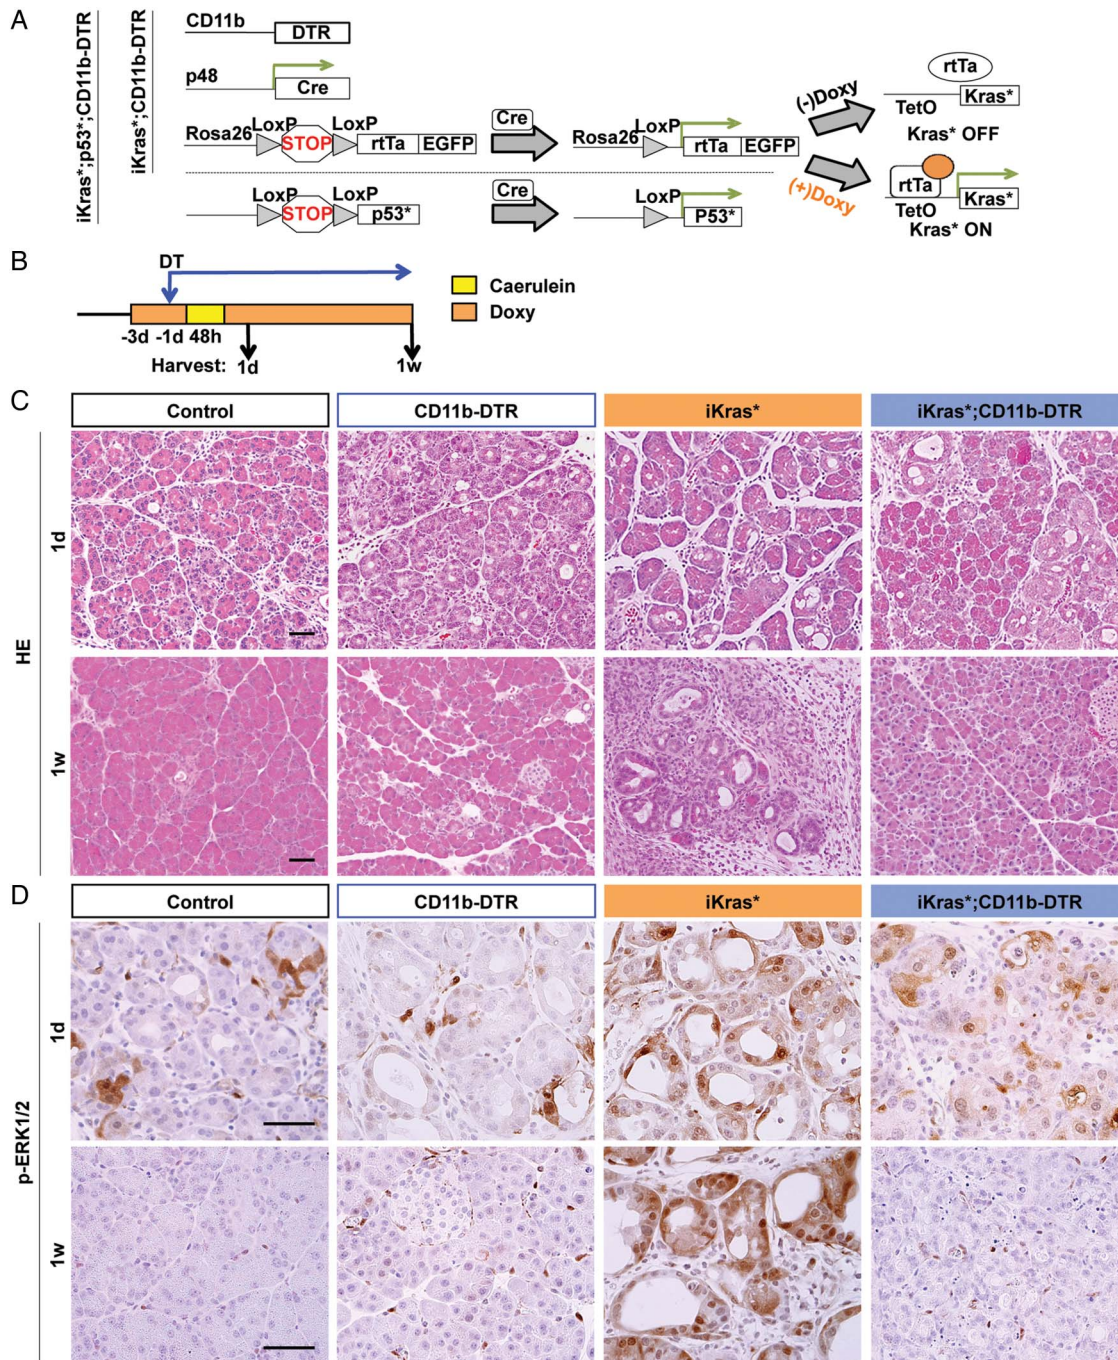 A
iKras*;p53*;CD11b-DTR
iKras*;CD11b-DTR
CD11b
DTR
p48
Cre
Rosa26
LoxP
STOP
LoxP
rtTa
EGFP
Cre
Rosa26
LoxP
rtTa
EGFP
(-)Doxy
rtTa
TetO
Kras*
Kras* OFF
LoxP
STOP
LoxP
p53*
Cre
LoxP
P53*
(+)Doxy
rtTa
TetO
Kras*
Kras* ON
B
DT
-3d
-1d
48h
Harvest:
1d
1w
Caerulein
Doxy
C
Control
CD11b-DTR
iKras*
iKras*;CD11b-DTR
HE
1d
1w
D
Control
CD11b-DTR
iKras*
iKras*;CD11b-DTR
p-ERK1/2
1d
1w